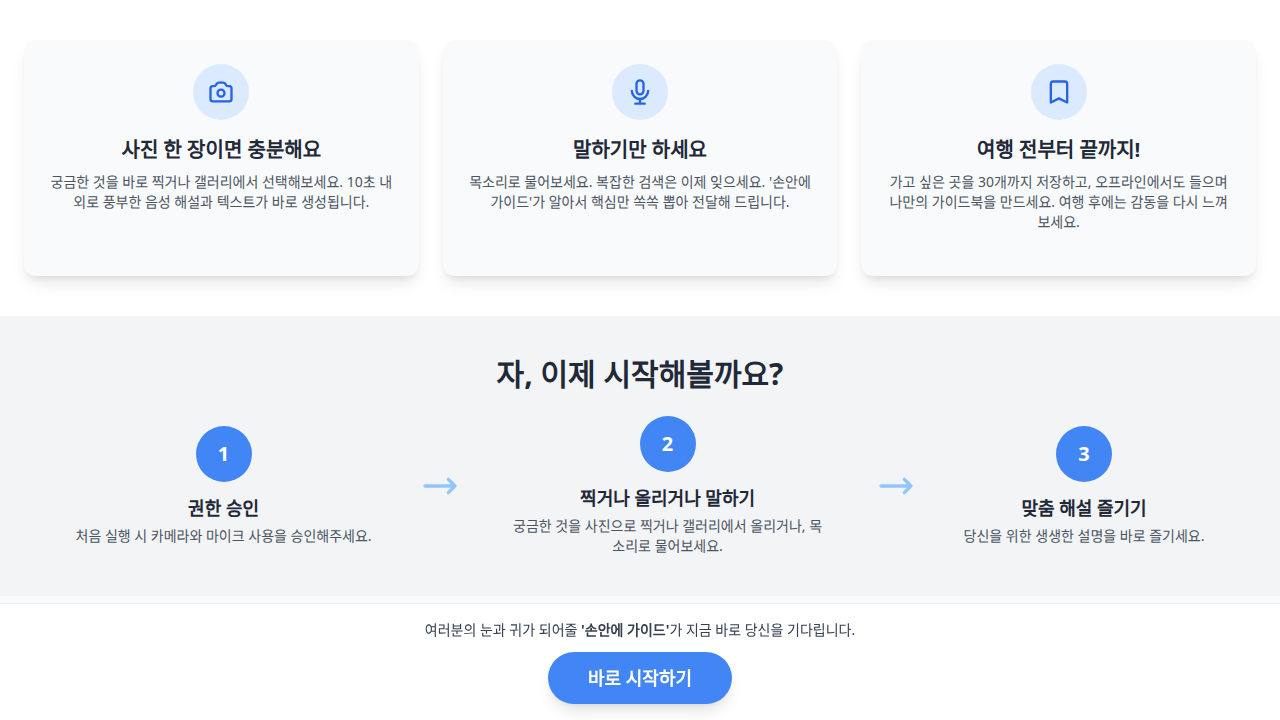 사진 한 장이면 충분해요
궁금한 것을 바로 찍거나 갤러리에서 선택해보세요. 10초 내
외로 풍부한 음성 해설과 텍스트가 바로 생성됩니다.
말하기만 하세요
목소리로 물어보세요. 복잡한 검색은 이제 잊으세요. '손안에
가이드'가 알아서 핵심만 쏙쏙 뽑아 전달해 드립니다.
여행 전부터 끝까지!
가고 싶은 곳을 30개까지 저장하고, 오프라인에서도 들으며
나만의 가이드북을 만드세요. 여행 후에는 감동을 다시 느껴
보세요.
자, 이제 시작해볼까요?
1
권한 승인
처음 실행 시 카메라와 마이크 사용을 승인해주세요.
2
찍거나 올리거나 말하기
궁금한 것을 사진으로 찍거나 갤러리에서 올리거나, 목
소리로 물어보세요.
3
맞춤 해설 즐기기
당신을 위한 생생한 설명을 바로 즐기세요.
여러분의 눈과 귀가 되어줄 '손안에 가이드'가 지금 바로 당신을 기다립니다.
바로 시작하기